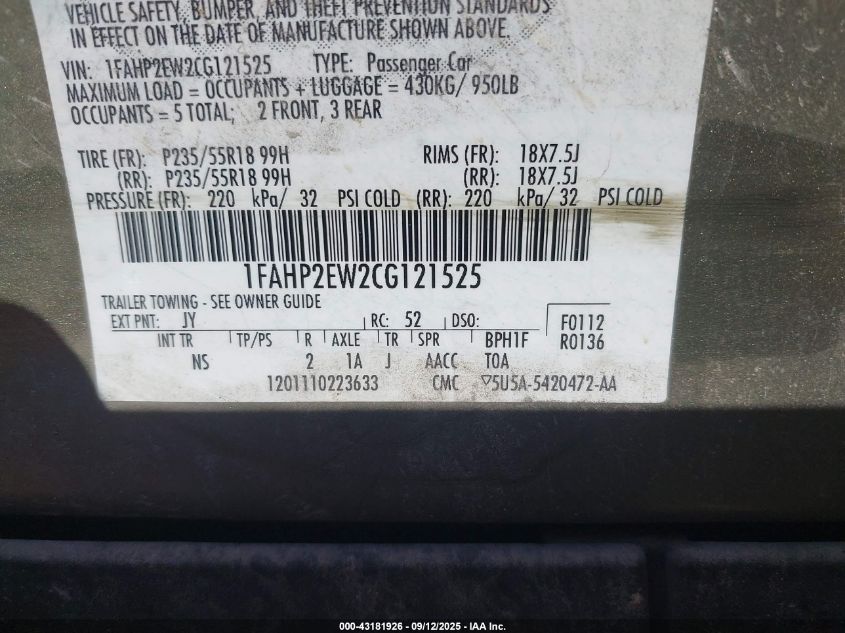 VEHICLE SAFETY, BUMPER, AND THEFT PREVENTION STANDARDS
IN EFFECT ON THE DATE OF MANUFACTURE SHOWN ABOVE.
VIN: 1FAHP2EW2CG121525 TYPE: Passenger Car
MAXIMUM LOAD = OCCUPANTS + LUGGAGE = 430KG/ 950LB
OCCUPANTS = 5 TOTAL; 2 FRONT, 3 REAR
TIRE (FR): P235/55R18 99H RIMS (FR): 18X7.5J
(RR): P235/55R18 99H (RR): 18X7.5J
PRESSURE (FR): 220 kPa/ 32 PSI COLD (RR): 220 kPa/ 32 PSI COLD
1FAHP2EW2CG121525
TRAILER TOWING - SEE OWNER GUIDE
EXT PNT: JY RC: 52 DSO: F0112
INT TR TP/PS R AXLE TR SPR BPH1F R0136
NS 2 1A J AACC TOA
1201110223633 CMC ▽5U5A-5420472-AA
000-43181926 - 09/12/2025 - IAA Inc.